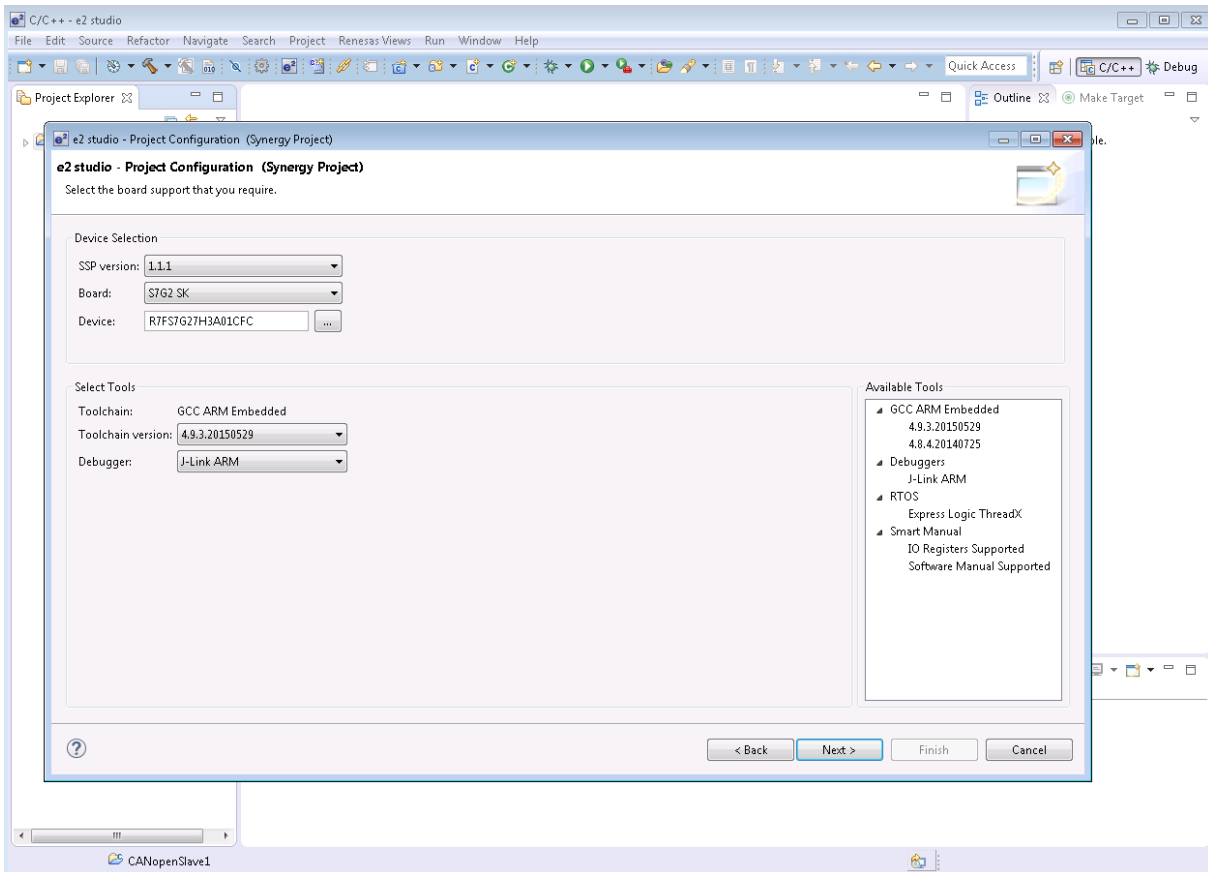 C/C++ - e2 studio
File Edit Source Refactor Navigate Search Project Renesas Views Run Window Help
Quick Access
C/C++
Debug
Project Explorer
Outline
Make Target
e2 studio - Project Configuration (Synergy Project)
e2 studio - Project Configuration (Synergy Project)
Select the board support that you require.
Device Selection
SSP version: 1.1.1
Board: S7G2 SK
Device: R7FS7G27H3A01CFC ...
Select Tools
Toolchain: GCC ARM Embedded
Toolchain version: 4.9.3.20150529
Debugger: J-Link ARM
Available Tools
GCC ARM Embedded
4.9.3.20150529
4.8.4.20140725
Debuggers
J-Link ARM
RTOS
Express Logic ThreadX
Smart Manual
IO Registers Supported
Software Manual Supported
< Back
Next >
Finish
Cancel
CANopenSlave1